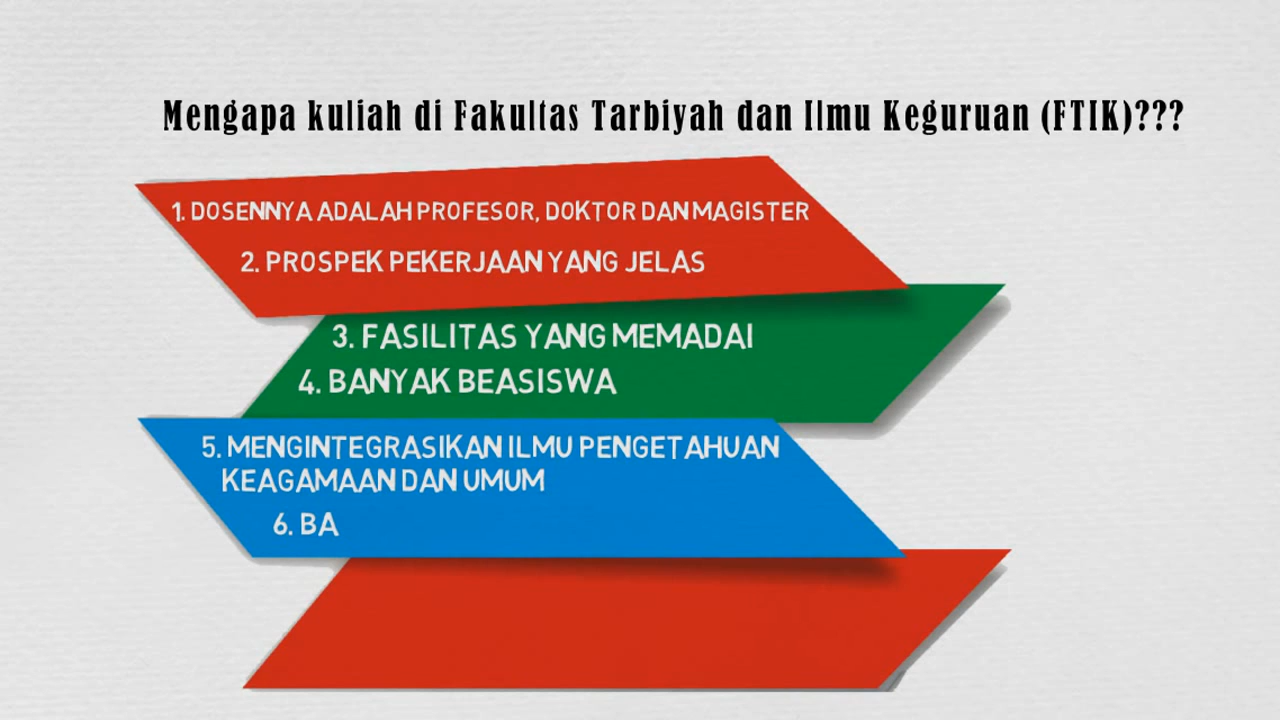 Mengapa kuliah di Fakultas Tarbiyah dan Ilmu Keguruan (FTIK)???
1. DOSENNYA ADALAH PROFESOR, DOKTOR DAN MAGISTER
2. PROSPEK PEKERJAAN YANG JELAS
3. FASILITAS YANG MEMADAI
4. BANYAK BEASISWA
5. MENGINTEGRASIKAN ILMU PENGETAHUAN
KEAGAMAAN DAN UMUM
6. BA